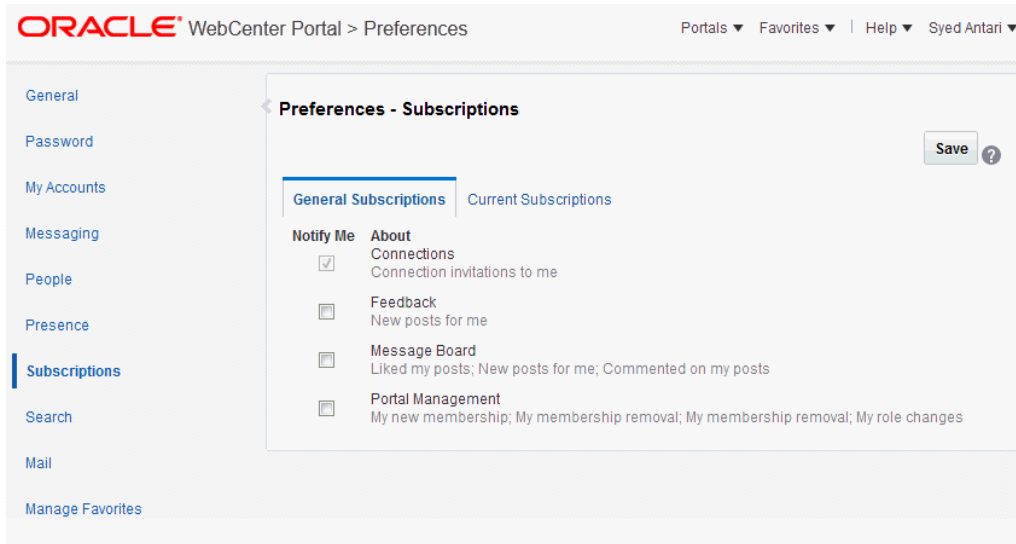 ORACLE® WebCenter Portal > Preferences
Portals Favorites Help Syed Antari
General
Password
My Accounts
Messaging
People
Presence
Subscriptions
Search
Mail
Manage Favorites
Preferences - Subscriptions
Save ?
General Subscriptions Current Subscriptions
Notify Me About
Connections
Connection invitations to me
Feedback
New posts for me
Message Board
Liked my posts; New posts for me; Commented on my posts
Portal Management
My new membership; My membership removal; My membership removal; My role changes